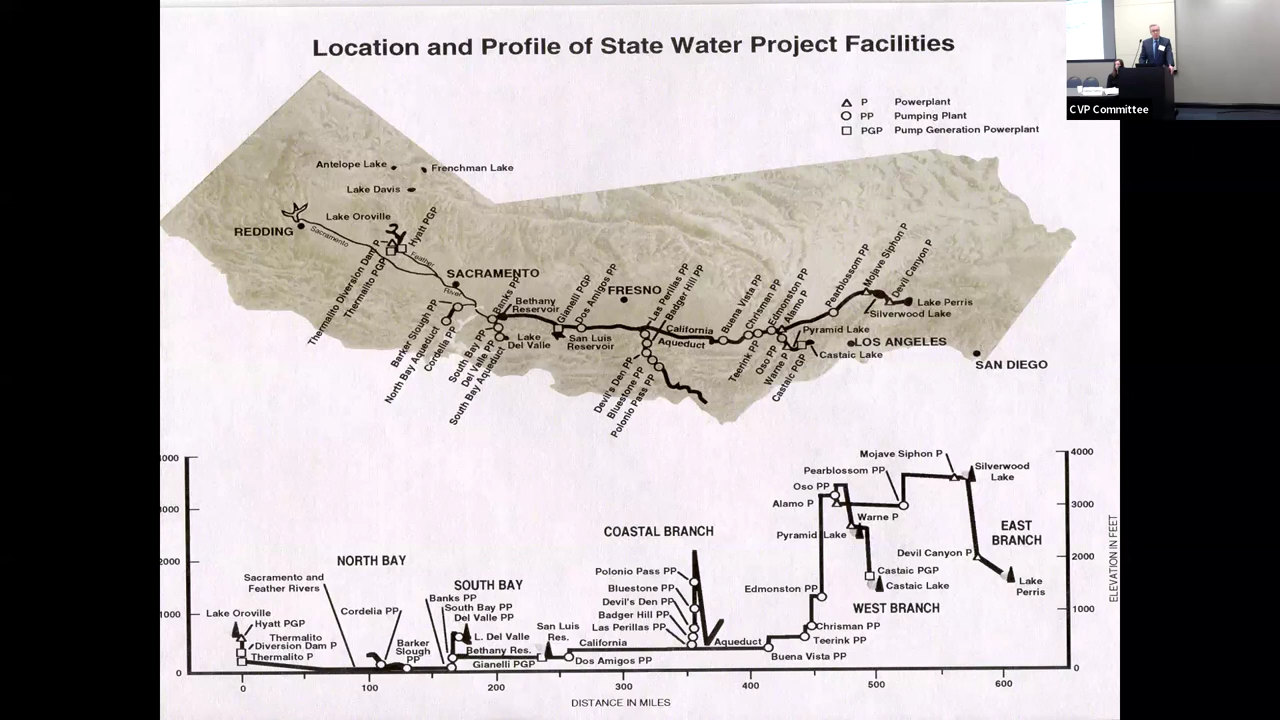 Location and Profile of State Water Project Facilities
CVP Committee
P Powerplant
PP Pumping Plant
PGP Pump Generation Powerplant
Antelope Lake
Frenchman Lake
Lake Davis
Lake Oroville
REDDING
Sacramento
Feather
River
Hyatt PGP
Thermalito Diversion Dam P
Thermalito PGP
SACRAMENTO
Banks PP
Bethany
Reservoir
Gianelli PGP
Dos Amigos PP
FRESNO
Las Perillas PP
Badger Hill PP
Buena Vista PP
Chrisman PP
Edmonston PP
Alamo P
Pearblossom PP
Mojave Siphon P
Devil Canyon P
Lake Perris
Silverwood Lake
Barker Slough PP
North Bay Aqueduct
Cordelia PP
South Bay PP
Del Valle PP
South Bay Aqueduct
Lake
Del Valle
San Luis
Reservoir
California
Aqueduct
Devil's Den PP
Bluestone PP
Polonio Pass PP
Teerink PP
Oso PP
Warne P
Castaic PGP
Pyramid Lake
Castaic Lake
LOS ANGELES
SAN DIEGO
4000
3000
2000
1000
0
NORTH BAY
Sacramento and
Feather Rivers
Lake Oroville
Hyatt PGP
Thermalito
Diversion Dam P
Thermalito P
Cordelia PP
Barker
Slough
PP
SOUTH BAY
Banks PP
South Bay PP
Del Valle PP
L. Del Valle
Bethany Res.
Gianelli PGP
San Luis
Res.
Dos Amigos PP
COASTAL BRANCH
Polonio Pass PP
Bluestone PP
Devil's Den PP
Badger Hill PP
Las Perillas PP
California
Aqueduct
Buena Vista PP
Teerink PP
Chrisman PP
Edmonston PP
Mojave Siphon P
Pearblossom PP
Oso PP
Alamo P
Warne P
Pyramid Lake
Silverwood
Lake
EAST
BRANCH
Devil Canyon P
Castaic PGP
Castaic Lake
WEST BRANCH
Lake
Perris
4000
3000
2000
1000
0
ELEVATION IN FEET
0 100 200 300 400 500 600
DISTANCE IN MILES